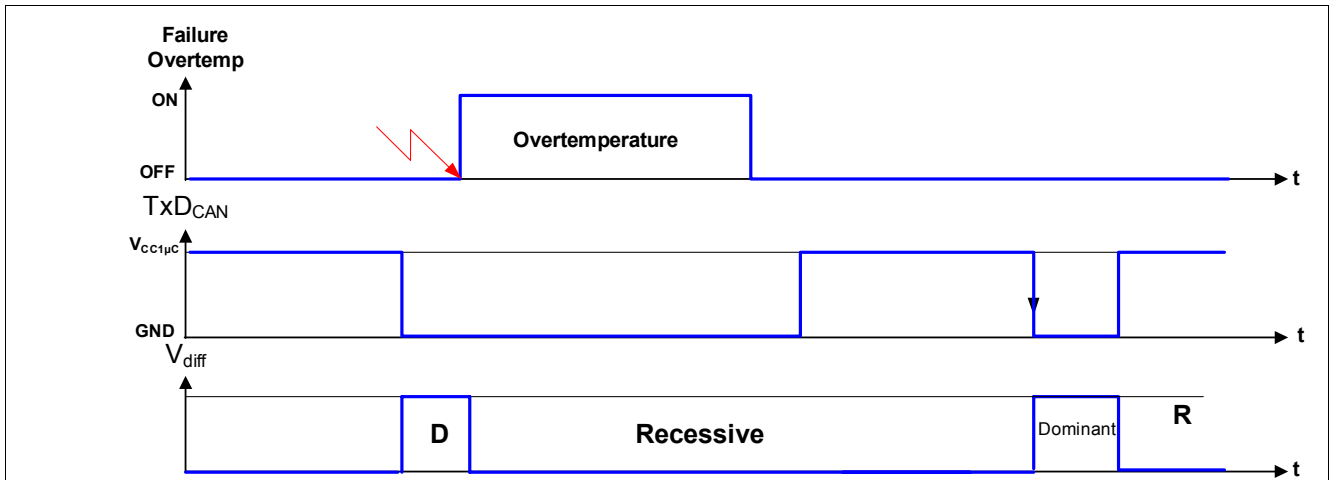 Failure
Overtemp
ON
Overtemperature
OFF
t
TxD_CAN
V_CC1µC
GND
t
V_diff
D
Recessive
Dominant
R
t